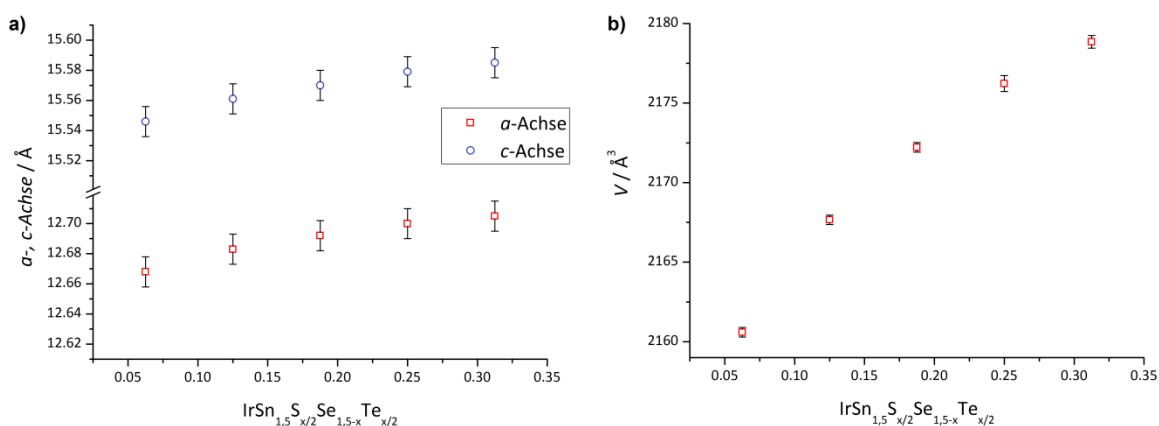 a)
15.60
15.58
15.56
15.54
15.52
12.70
12.68
12.66
12.64
12.62
a-, c-Achse / Å
a-Achse
c-Achse
0.05 0.10 0.15 0.20 0.25 0.30 0.35
IrSn1,5Sx/2Se1,5-xTex/2
b)
2180
2175
2170
2165
2160
V / Å³
0.05 0.10 0.15 0.20 0.25 0.30 0.35
IrSn1,5Sx/2Se1,5-xTex/2